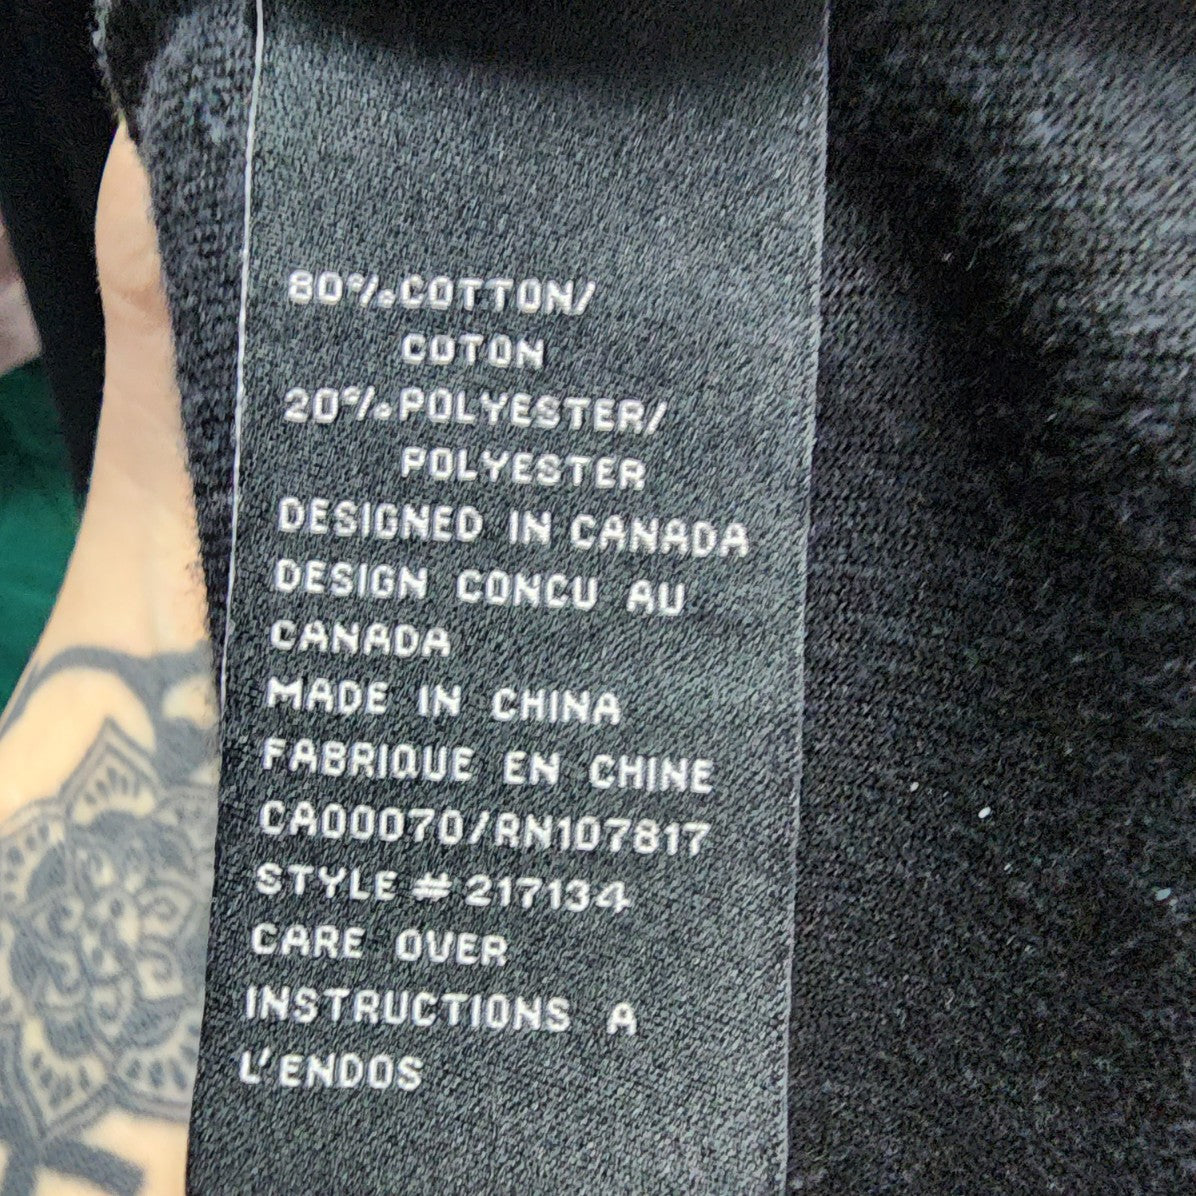 80% COTTON/
COTON
20% POLYESTER/
POLYESTER
DESIGNED IN CANADA
DESIGN CONCU AU
CANADA
MADE IN CHINA
FABRIQUE EN CHINE
CA00070/RN107817
STYLE # 217134
CARE OVER
INSTRUCTIONS A
L'ENDOS